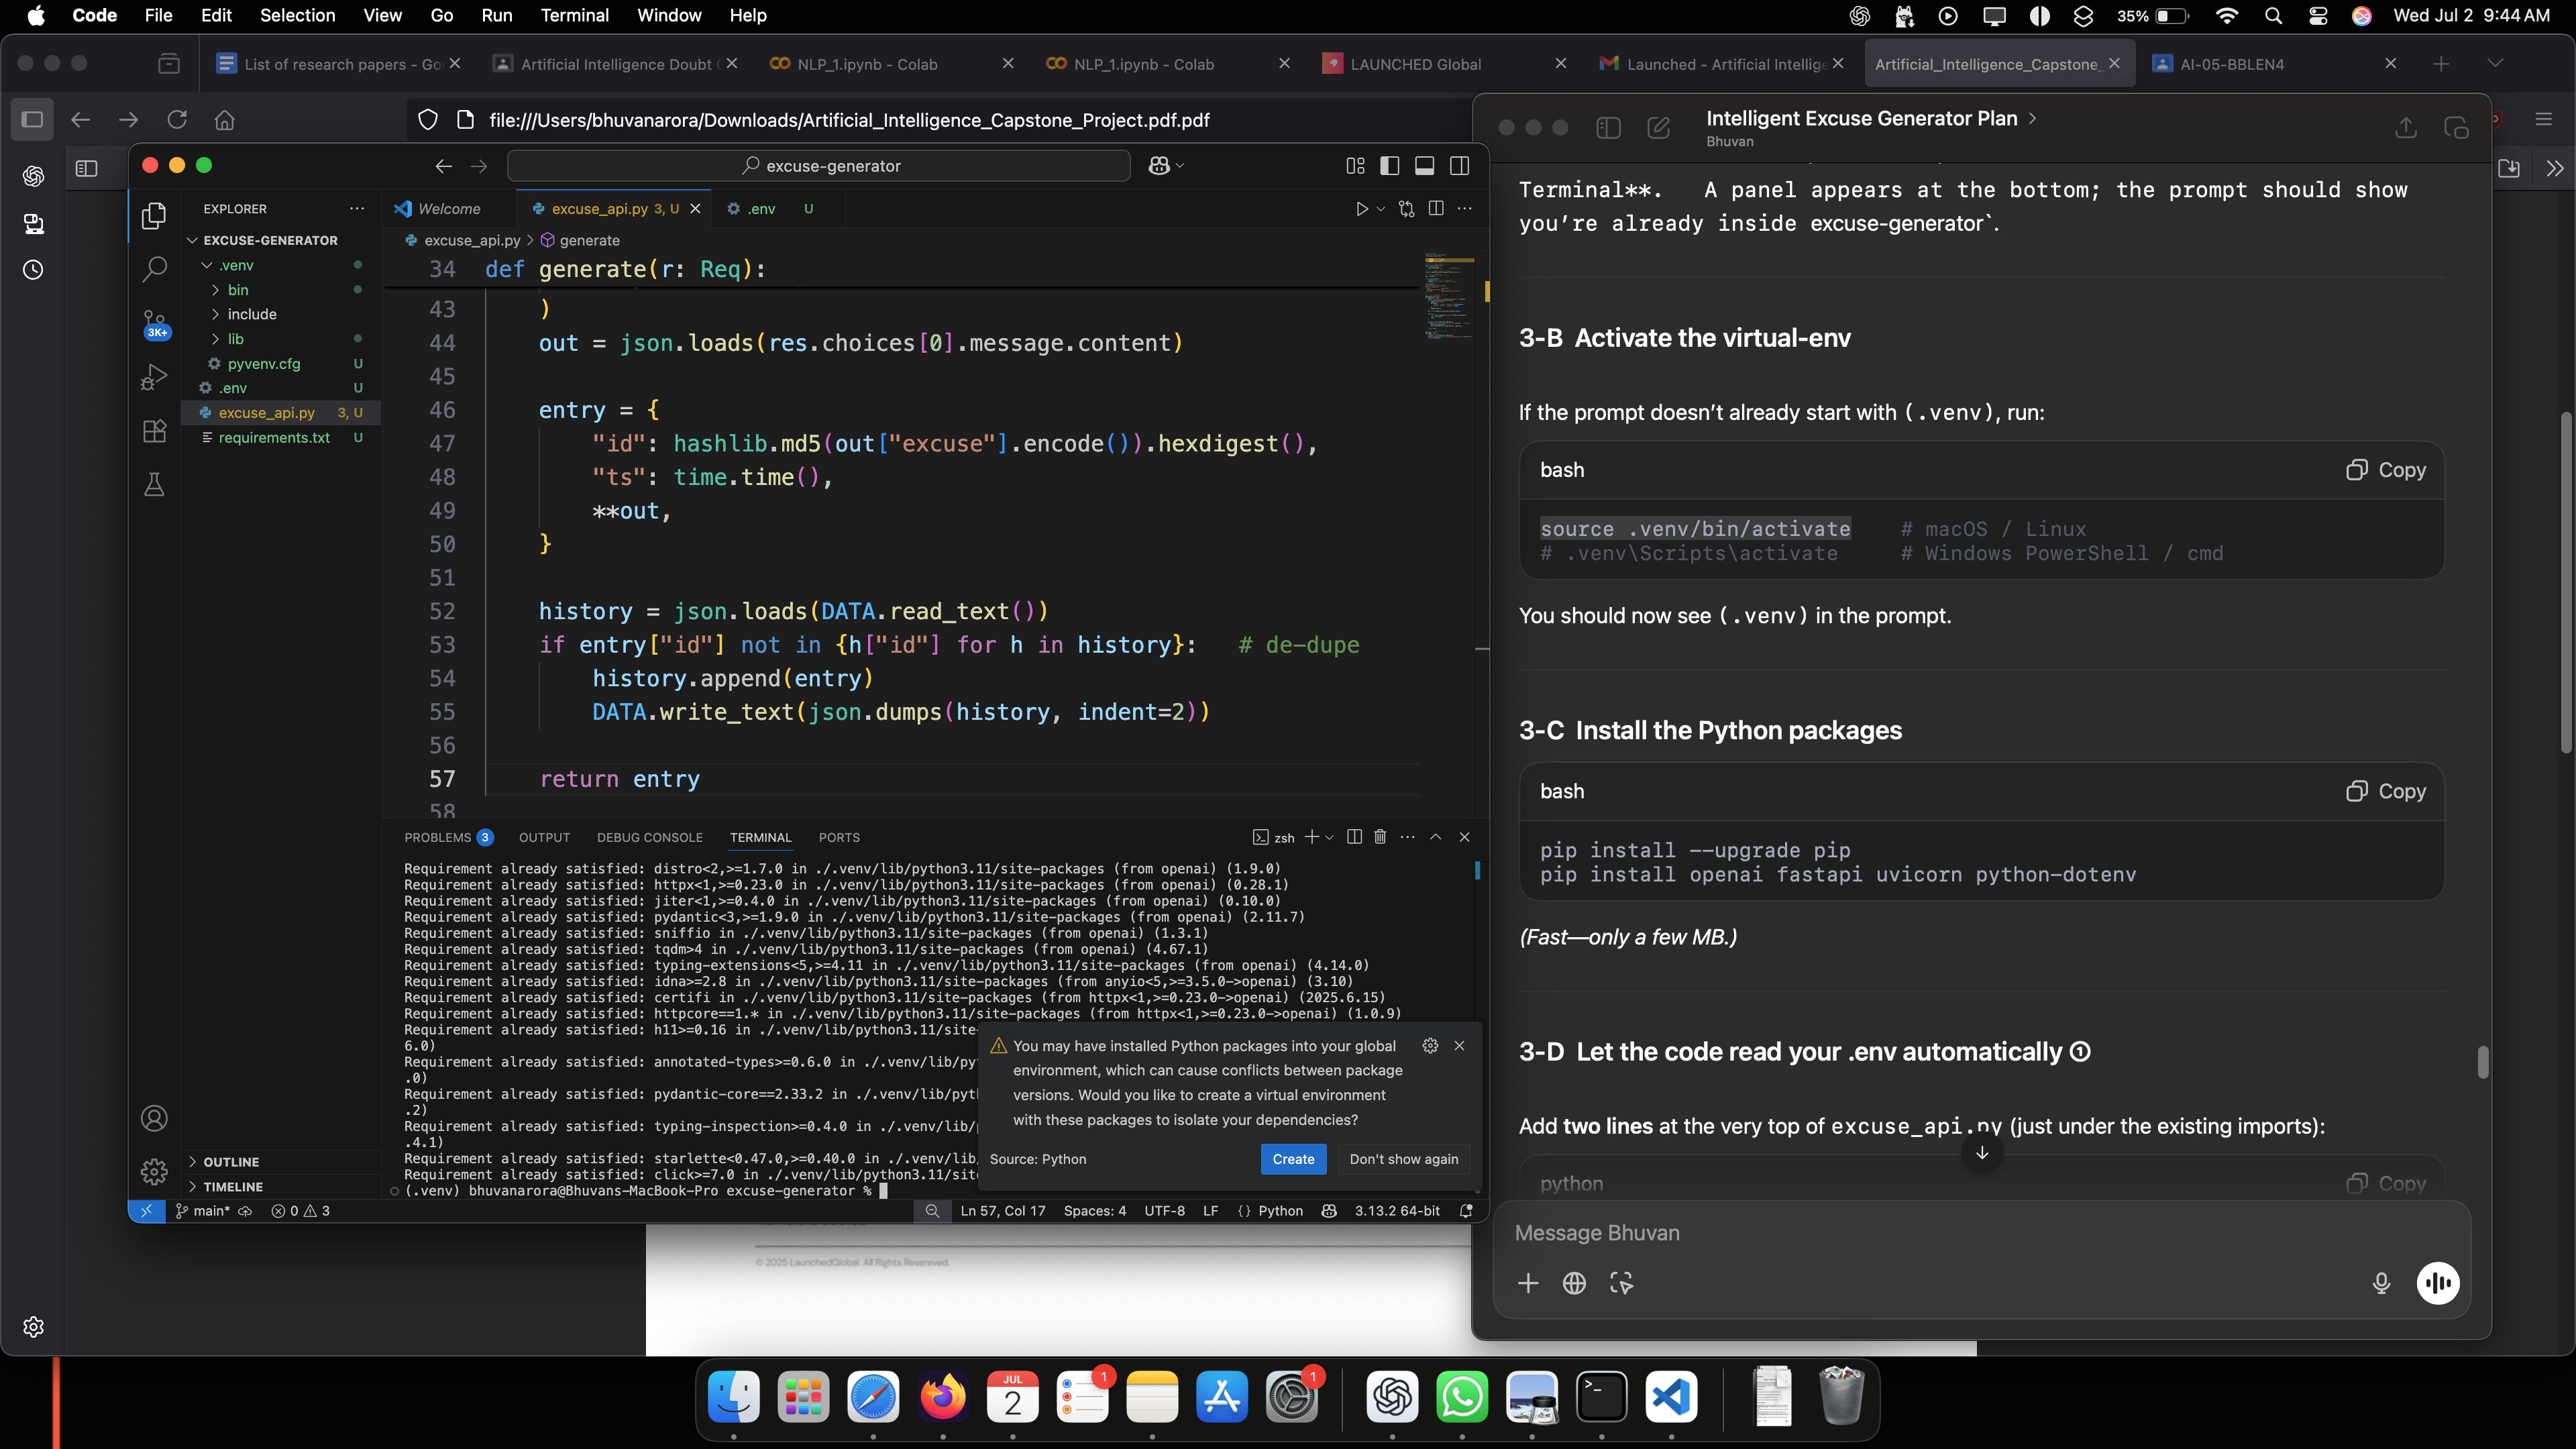 Code File Edit Selection View Go Run Terminal Window Help
35% Wed Jul 2 9:44 AM
List of research papers - Go
Artificial Intelligence Doubt
NLP_1.ipynb - Colab
NLP_1.ipynb - Colab
LAUNCHED Global
Launched - Artificial Intellige
Artificial_Intelligence_Capstone_
AI-05-BBLEN4
file:///Users/bhuvanarora/Downloads/Artificial_Intelligence_Capstone_Project.pdf.pdf
excuse-generator
EXPLORER
EXCUSE-GENERATOR
.venv
bin
include
lib
pyvenv.cfg U
.env U
excuse_api.py 3, U
requirements.txt U
3K+
OUTLINE
TIMELINE
Welcome
excuse_api.py 3, U
.env U
excuse_api.py > generate
34 def generate(r: Req):
43 )
44 out = json.loads(res.choices[0].message.content)
45
46 entry = {
47 "id": hashlib.md5(out["excuse"].encode()).hexdigest(),
48 "ts": time.time(),
49 **out,
50 }
51
52 history = json.loads(DATA.read_text())
53 if entry["id"] not in {h["id"] for h in history}: # de-dupe
54 history.append(entry)
55 DATA.write_text(json.dumps(history, indent=2))
56
57 return entry
58
PROBLEMS 3 OUTPUT DEBUG CONSOLE TERMINAL PORTS
zsh
Requirement already satisfied: distro<2,>=1.7.0 in ./.venv/lib/python3.11/site-packages (from openai) (1.9.0)
Requirement already satisfied: httpx<1,>=0.23.0 in ./.venv/lib/python3.11/site-packages (from openai) (0.28.1)
Requirement already satisfied: jiter<1,>=0.4.0 in ./.venv/lib/python3.11/site-packages (from openai) (0.10.0)
Requirement already satisfied: pydantic<3,>=1.9.0 in ./.venv/lib/python3.11/site-packages (from openai) (2.11.7)
Requirement already satisfied: sniffio in ./.venv/lib/python3.11/site-packages (from openai) (1.3.1)
Requirement already satisfied: tqdm>4 in ./.venv/lib/python3.11/site-packages (from openai) (4.67.1)
Requirement already satisfied: typing-extensions<5,>=4.11 in ./.venv/lib/python3.11/site-packages (from openai) (4.14.0)
Requirement already satisfied: idna>=2.8 in ./.venv/lib/python3.11/site-packages (from anyio<5,>=3.5.0->openai) (3.10)
Requirement already satisfied: certifi in ./.venv/lib/python3.11/site-packages (from httpx<1,>=0.23.0->openai) (2025.6.15)
Requirement already satisfied: httpcore==1.* in ./.venv/lib/python3.11/site-packages (from httpx<1,>=0.23.0->openai) (1.0.9)
Requirement already satisfied: h11>=0.16 in ./.venv/lib/python3.11/site-
6.0)
Requirement already satisfied: annotated-types>=0.6.0 in ./.venv/lib/py
.0)
Requirement already satisfied: pydantic-core==2.33.2 in ./.venv/lib/pyth
.2)
Requirement already satisfied: typing-inspection>=0.4.0 in ./.venv/lib/
.4.1)
Requirement already satisfied: starlette<0.47.0,>=0.40.0 in ./.venv/lib
Requirement already satisfied: click>=7.0 in ./.venv/lib/python3.11/site
(.venv) bhuvanarora@Bhuvans-MacBook-Pro excuse-generator %
You may have installed Python packages into your global
environment, which can cause conflicts between package
versions. Would you like to create a virtual environment
with these packages to isolate your dependencies?
Source: Python
Create
Don't show again
main* 0 3
Ln 57, Col 17 Spaces: 4 UTF-8 LF {} Python 3.13.2 64-bit
© 2025 LaunchedGlobal. All Rights Resereved.
Intelligent Excuse Generator Plan >
Bhuvan
Terminal**. A panel appears at the bottom; the prompt should show
you’re already inside excuse-generator`.
3-B Activate the virtual-env
If the prompt doesn’t already start with (.venv), run:
bash Copy
source .venv/bin/activate # macOS / Linux
# .venv\Scripts\activate # Windows PowerShell / cmd
You should now see (.venv) in the prompt.
3-C Install the Python packages
bash Copy
pip install --upgrade pip
pip install openai fastapi uvicorn python-dotenv
(Fast—only a few MB.)
3-D Let the code read your .env automatically ①
Add two lines at the very top of excuse_api.py (just under the existing imports):
python Copy
Message Bhuvan
JUL
2
1
1